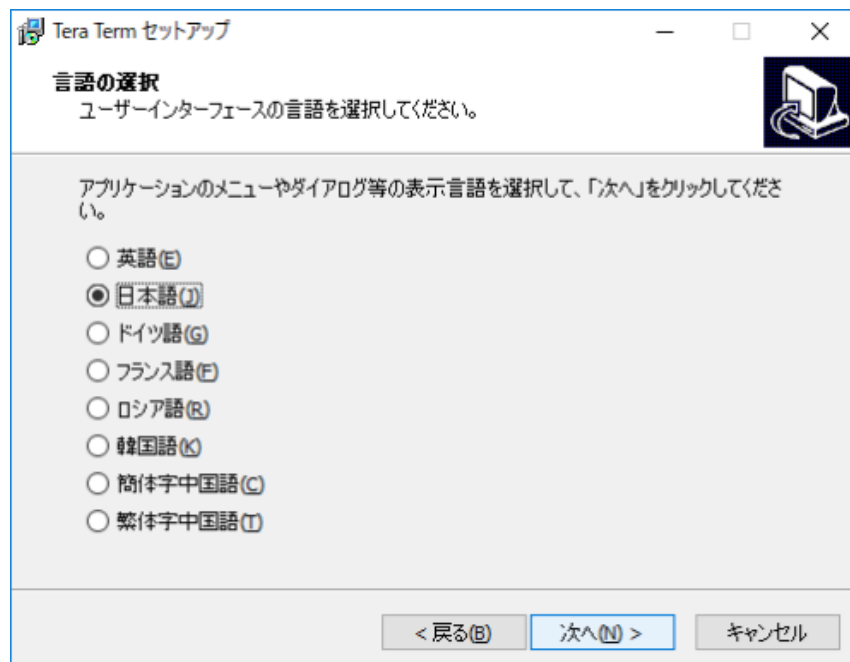 Tera Term セットアップ
言語の選択
ユーザーインターフェースの言語を選択してください。
アプリケーションのメニューやダイアログ等の表示言語を選択して、「次へ」をクリックしてくださ
い。
英語(E)
日本語(J)
ドイツ語(G)
フランス語(F)
ロシア語(R)
韓国語(K)
簡体字中国語(C)
繁体字中国語(T)
< 戻る(B) 次へ(N) > キャンセル